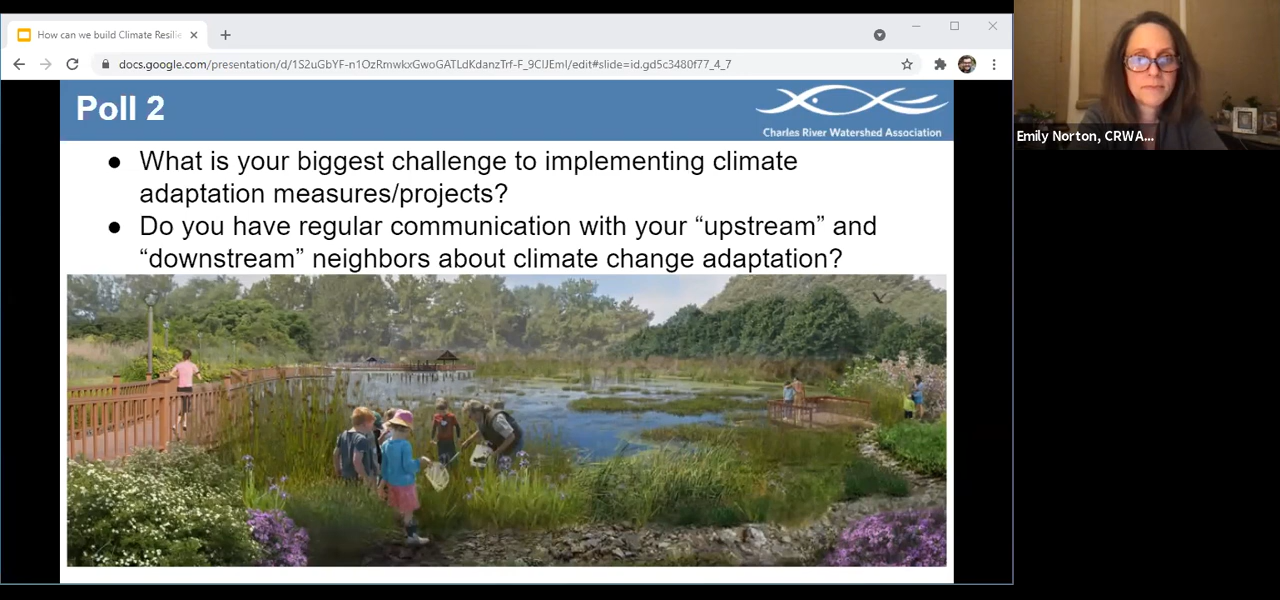 How can we build Climate Resilie
docs.google.com/presentation/d/1S2uGbYF-n1OzRmwkxGwoGATLdKdanzTrf-F_9ClJEmI/edit#slide=id.gd5c3480f77_4_7
Poll 2
Charles River Watershed Association
● What is your biggest challenge to implementing climate
adaptation measures/projects?
● Do you have regular communication with your “upstream” and
“downstream” neighbors about climate change adaptation?
Emily Norton, CRWA...